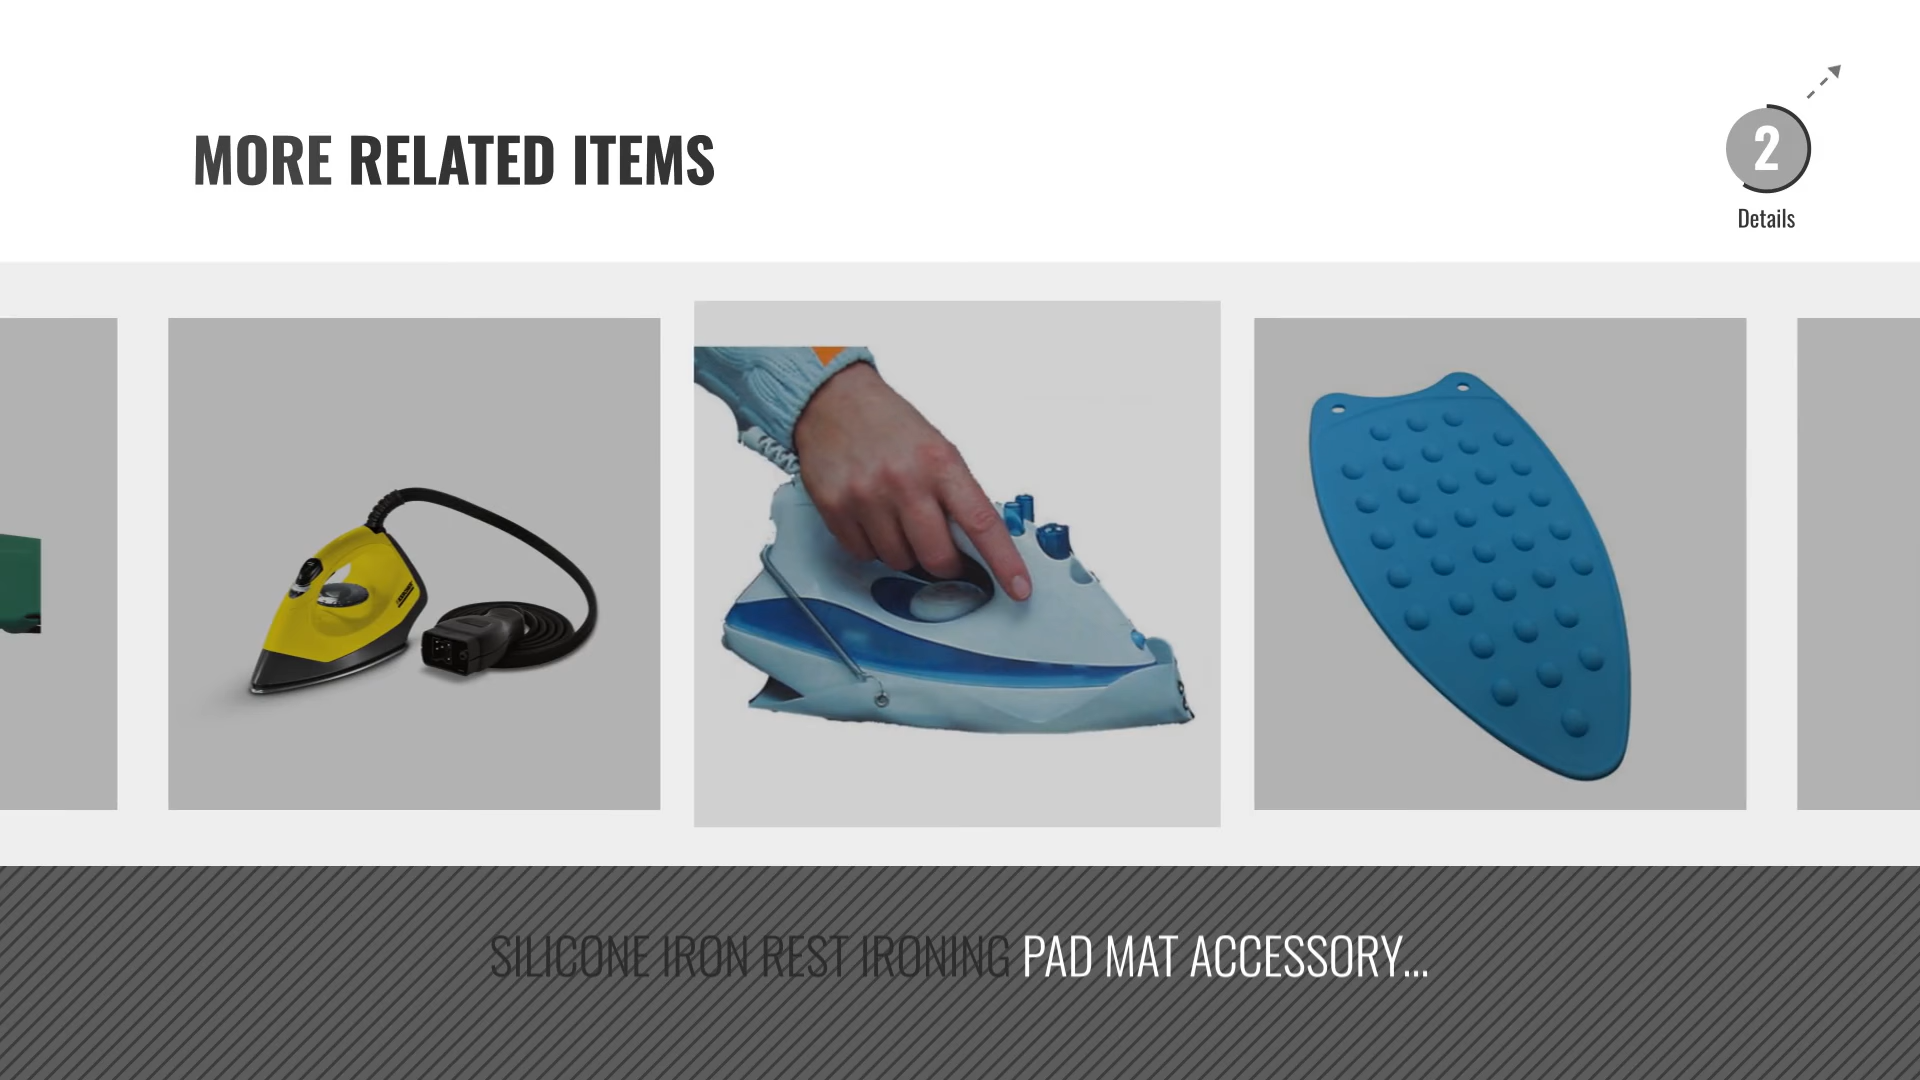 MORE RELATED ITEMS
2
Details
SILICONE IRON REST IRONING PAD MAT ACCESSORY...